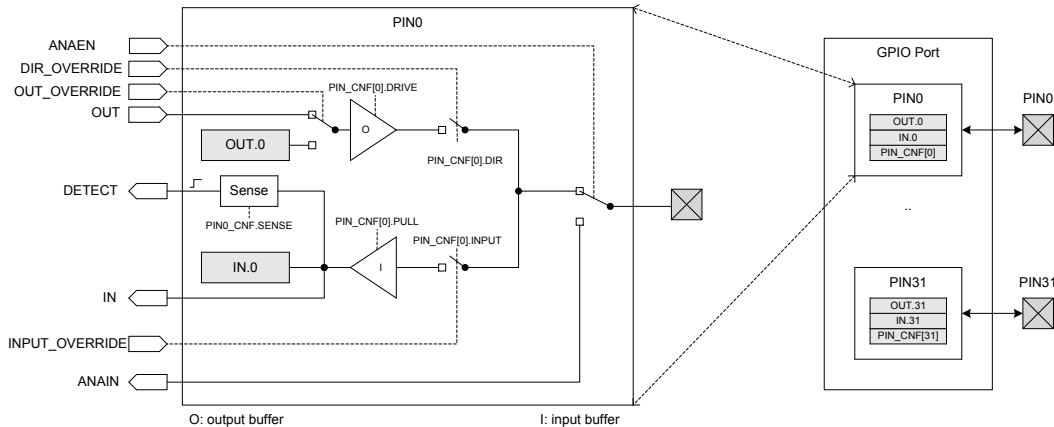 PIN0
ANAEN
DIR_OVERRIDE
OUT_OVERRIDE
OUT
PIN_CNF[0].DRIVE
O
OUT.0
PIN_CNF[0].DIR
DETECT
Sense
PIN0_CNF.SENSE
PIN_CNF[0].PULL
PIN_CNF[0].INPUT
IN.0
I
IN
INPUT_OVERRIDE
ANAIN
O: output buffer
I: input buffer
GPIO Port
PIN0
PIN0
OUT.0
IN.0
PIN_CNF[0]
..
PIN31
PIN31
OUT.31
IN.31
PIN_CNF[31]